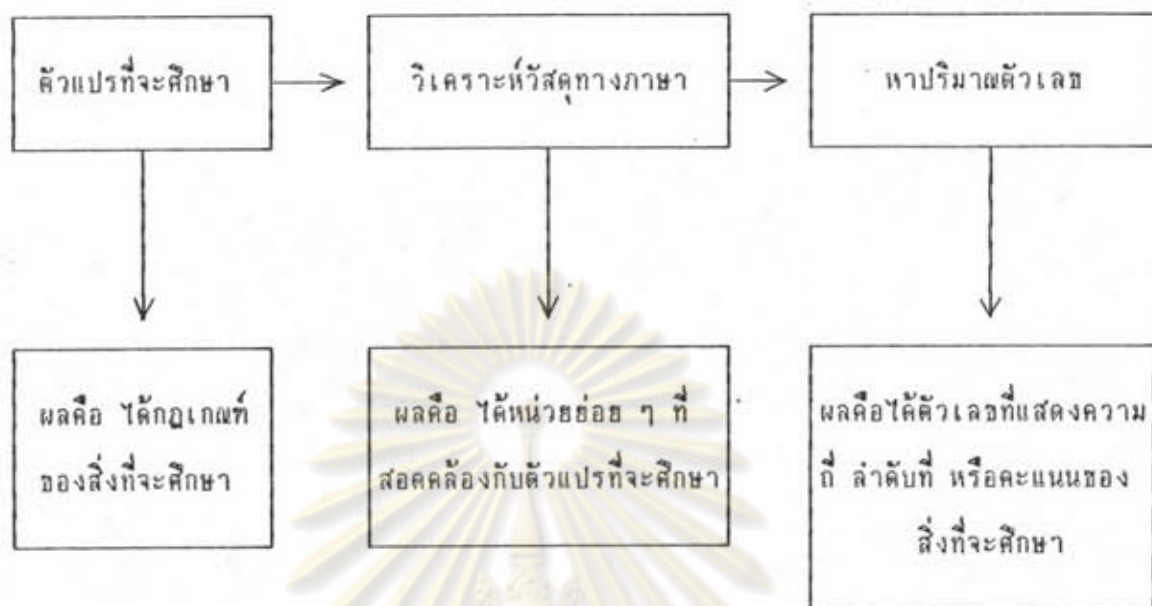 ตัวแปรที่จะศึกษา
วิเคราะห์วัสดุทางภาษา
หาปริมาณตัวเลข
ผลคือ ได้กฎเกณฑ์
ของสิ่งที่จะศึกษา
ผลคือ ได้หน่วยย่อย ๆ ที่
สอดคล้องกับตัวแปรที่จะศึกษา
ผลคือได้ตัวเลขที่แสดงความ
ถี่ ลำดับที่ หรือคะแนนของ
สิ่งที่จะศึกษา